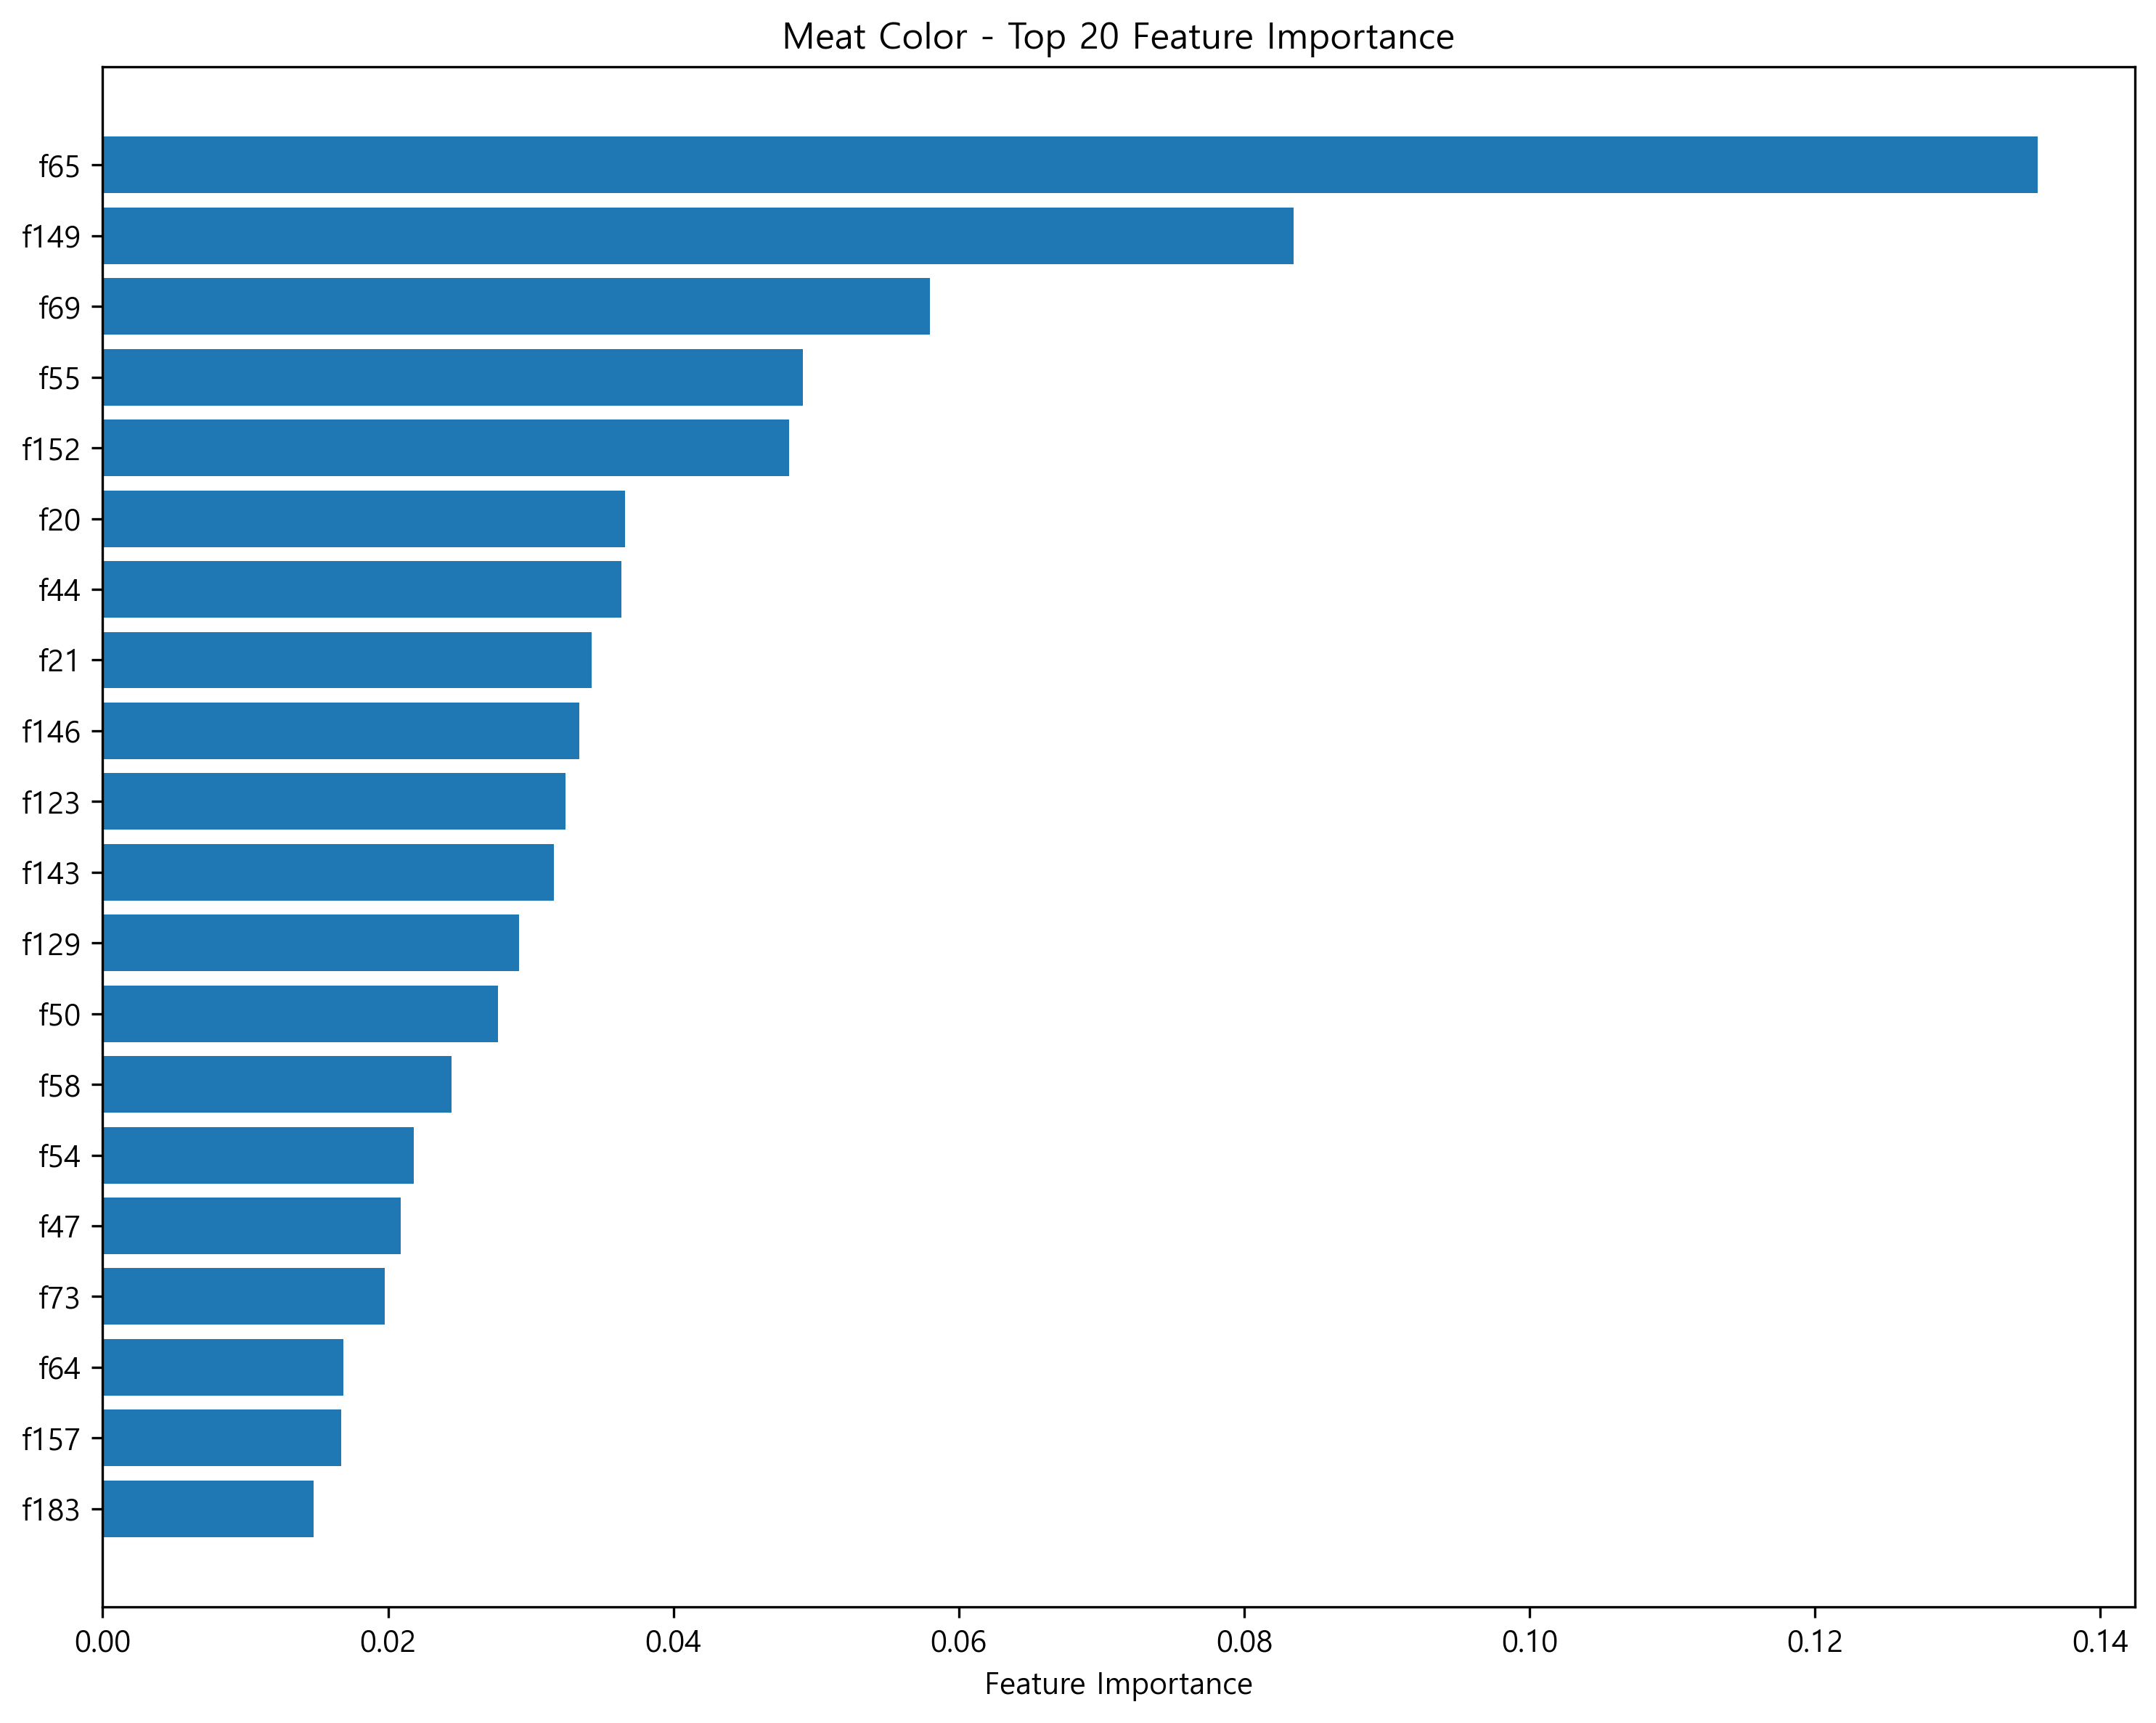 Meat Color - Top 20 Feature Importance
f65
f149
f69
f55
f152
f20
f44
f21
f146
f123
f143
f129
f50
f58
f54
f47
f73
f64
f157
f183
0.00 0.02 0.04 0.06 0.08 0.10 0.12 0.14
Feature Importance